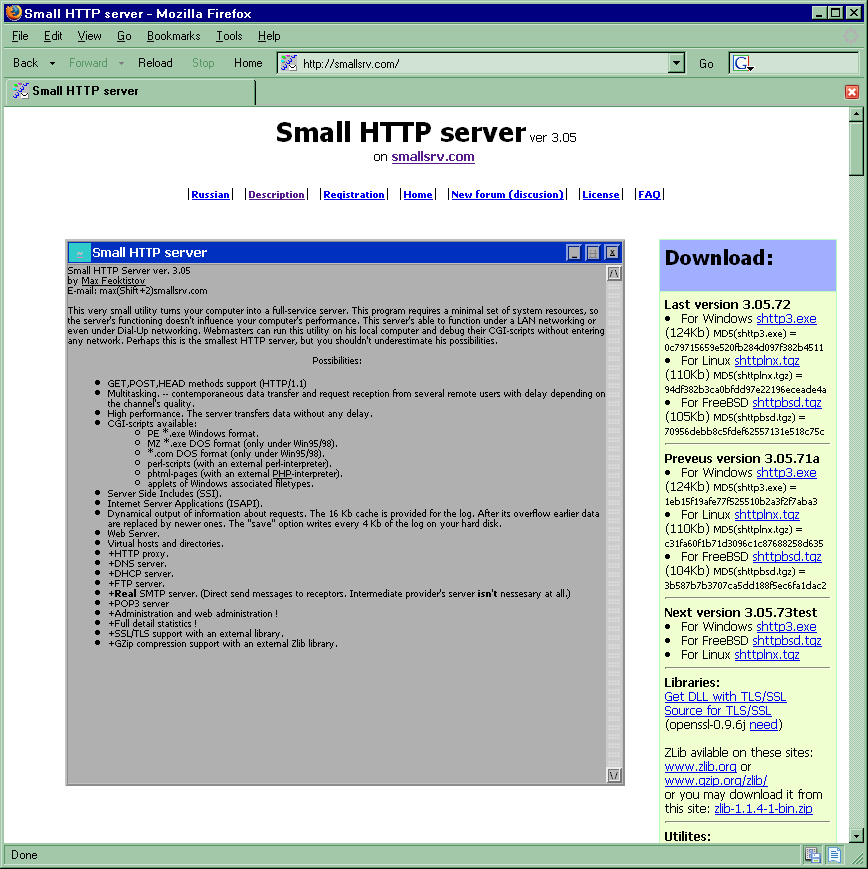 Small HTTP server - Mozilla Firefox
File Edit View Go Bookmarks Tools Help
Back Forward Reload Stop Home http://smallsrv.com/ Go
Small HTTP server
Small HTTP server ver 3.05
on smallsrv.com
|Russian| |Description| |Registration| |Home| |New forum (discusion)| |License| |FAQ|
Small HTTP server
Small HTTP Server ver. 3.05
by Max Feoktistov
E-mail: max(Shift+2)smallsrv.com
This very small utility turns your computer into a full-service server. This program requires a minimal set of system resources, so
the server's functioning doesn't influence your computer's performance. This server's able to function under a LAN networking or
even under Dial-Up networking. Webmasters can run this utility on his local computer and debug their CGI-scripts without entering
any network. Perhaps this is the smallest HTTP server, but you shouldn't underestimate his possibilities.
Possibilities:
GET,POST,HEAD methods support (HTTP/1.1)
Multitasking. -- contemporaneous data transfer and request reception from several remote users with delay depending on
the channel's quality.
High performance. The server transfers data without any delay.
CGI-scripts available:
PE *.exe Windows format.
MZ *.exe DOS format (only under Win95/98).
*.com DOS format (only under Win95/98).
perl-scripts (with an external perl-interpreter).
phtml-pages (with an external PHP-interpreter).
applets of Windows associated filetypes.
Server Side Includes (SSI).
Internet Server Applications (ISAPI).
Dynamical output of information about requests. The 16 Kb cache is provided for the log. After its overflow earlier data
are replaced by newer ones. The "save" option writes every 4 Kb of the log on your hard disk.
Web Server.
Virtual hosts and directories.
+HTTP proxy.
+DNS server.
+DHCP server.
+FTP server.
+Real SMTP server. (Direct send messages to receptors. Intermediate provider's server isn't nessesary at all.)
+POP3 server
+Administration and web administration !
+Full detail statistics !
+SSL/TLS support with an external library.
+GZip compression support with an external Zlib library.
Download:
Last version 3.05.72
For Windows shttp3.exe
(124Kb) MD5(shttp3.exe) =
0c79715659e520fb284d097f382b4511
For Linux shttplnx.tgz
(110Kb) MD5(shttplnx.tgz) =
94df382b3ca0bfdd97e22196eceade4a
For FreeBSD shttpbsd.tgz
(105Kb) MD5(shttpbsd.tgz) =
70956debb8c5fdef62557131e518c75c
Preveus version 3.05.71a
For Windows shttp3.exe
(124Kb) MD5(shttp3.exe) =
1eb15f19afe77f525510b2a3f2f7aba3
For Linux shttplnx.tgz
(110Kb) MD5(shttplnx.tgz) =
c31fa60f1b71d3096c1c87688258d635
For FreeBSD shttpbsd.tgz
(104Kb) MD5(shttpbsd.tgz) =
3b587b7b3707ca5dd188f5ec6fa1dac2
Next version 3.05.73test
For Windows shttp3.exe
For FreeBSD shttpbsd.tgz
For Linux shttplnx.tgz
Libraries:
Get DLL with TLS/SSL
Source for TLS/SSL
(openssl-0.9.6j need)
ZLib avilable on these sites:
www.zlib.org or
www.gzip.org/zlib/
or you may download it from
this site: zlib-1.1.4-1-bin.zip
Utilites:
Done